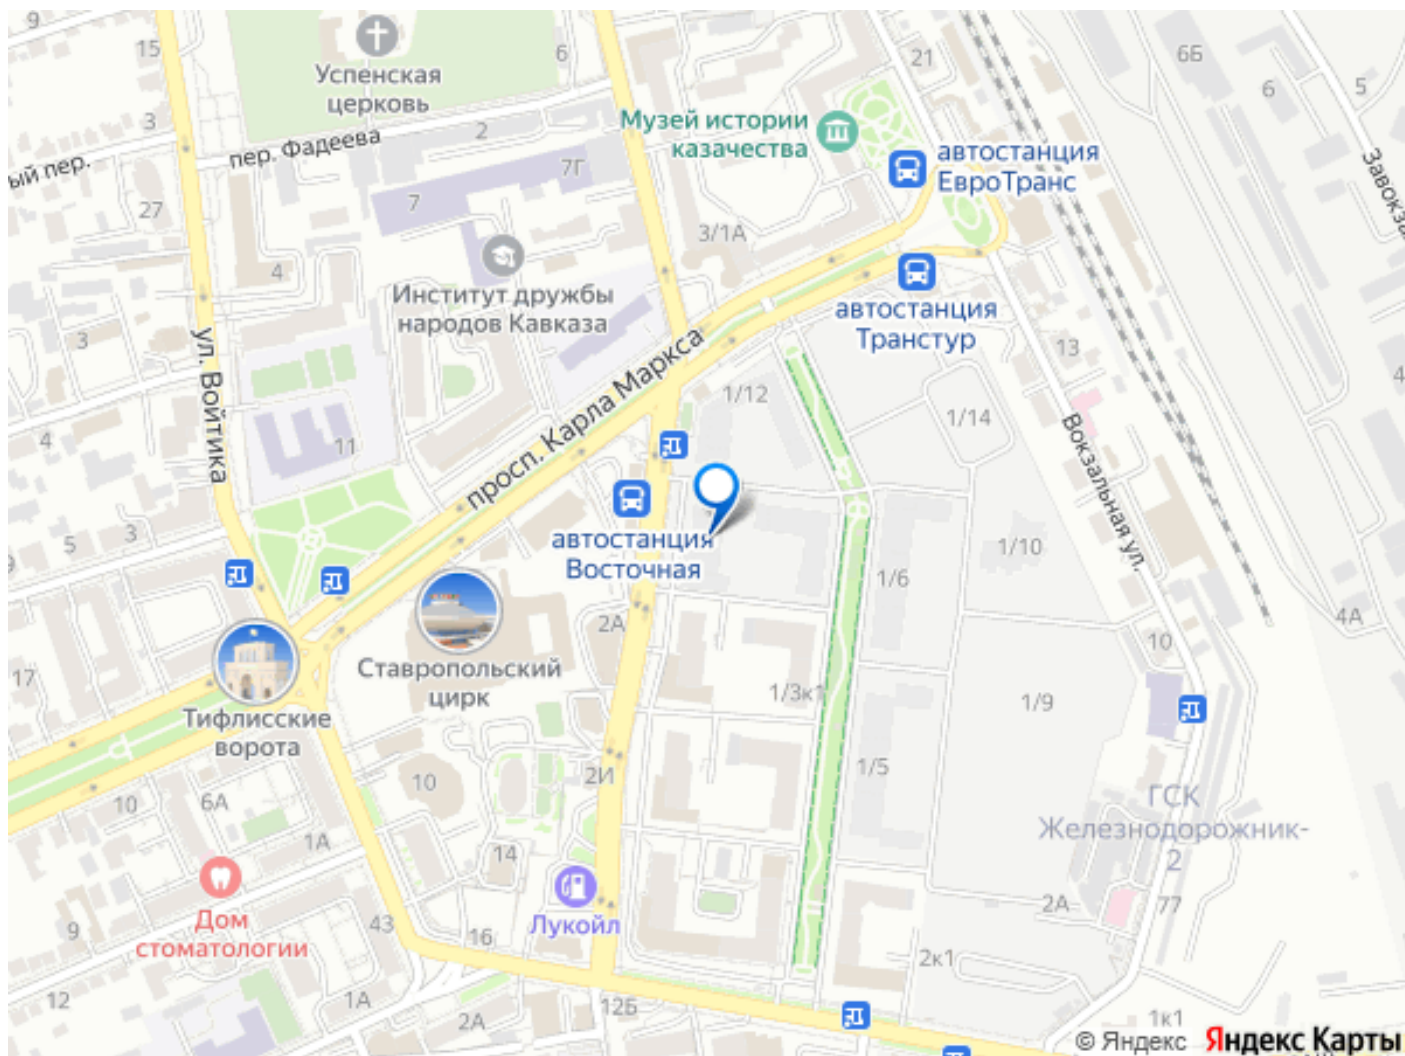 9
15
Успенская
церковь
6
21
6Б
6
5
3
пер. Фадеева
2
7Г
Музей истории
казачества
автостанция
ЕвроТранс
ый пер.
27
7
3/1А
4
Институт дружбы
народов Кавказа
автостанция
Транстур
3
ул. Войтика
просп. Карла Маркса
13
4
1/12
1/14
Вокзальная ул.
4
11
3
5
9
автостанция
Восточная
1/10
1/6
2А
4А
10
17
Ставропольский
цирк
1/3к1
1/9
Тифлисские
ворота
10
2И
1/5
10
6А
1А
14
ГСК
Железнодорожник-
2
Лукойл
Дом
стоматологии
9
43
16
2А
77
2к1
12
1А
2А
12Б
1к1
© Яндекс Яндекс Карты